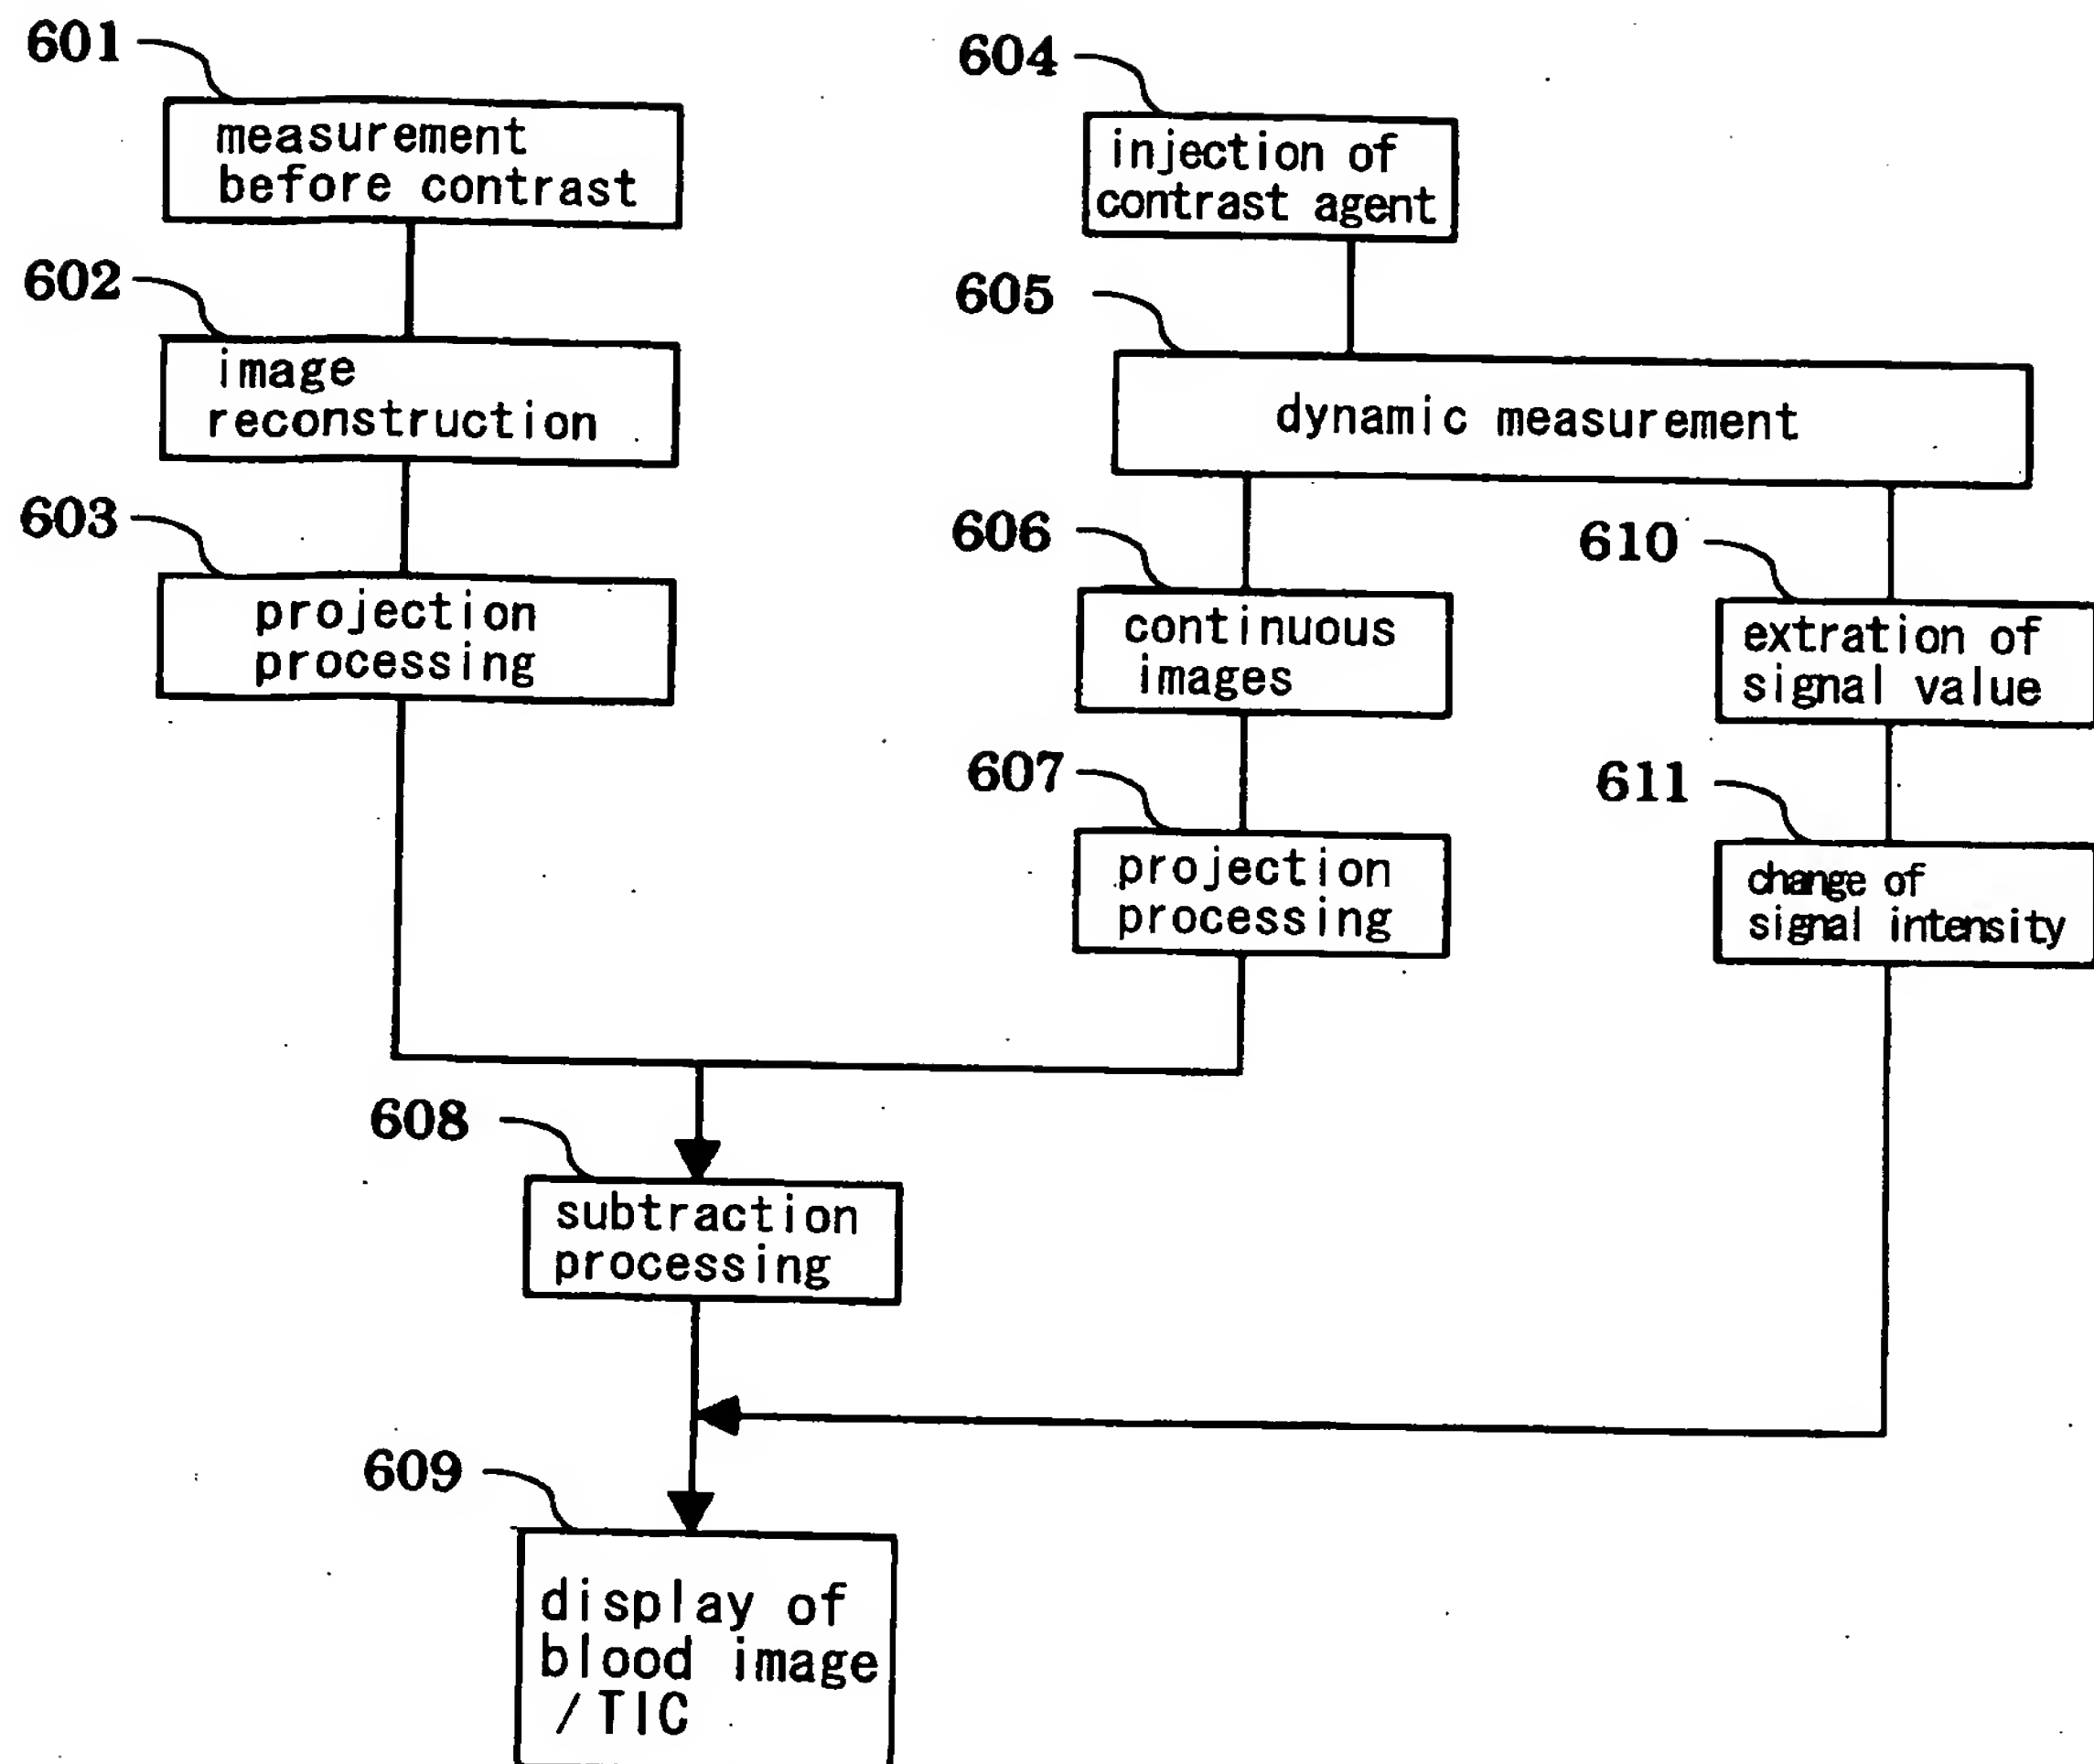 601
measurement
before contrast
602
image
reconstruction
603
projection
processing
604
injection of
contrast agent
605
dynamic measurement
606
continuous
images
607
projection
processing
610
extration of
signal value
611
change of
signal intensity
608
subtraction
processing
609
display of
blood image
/TIC